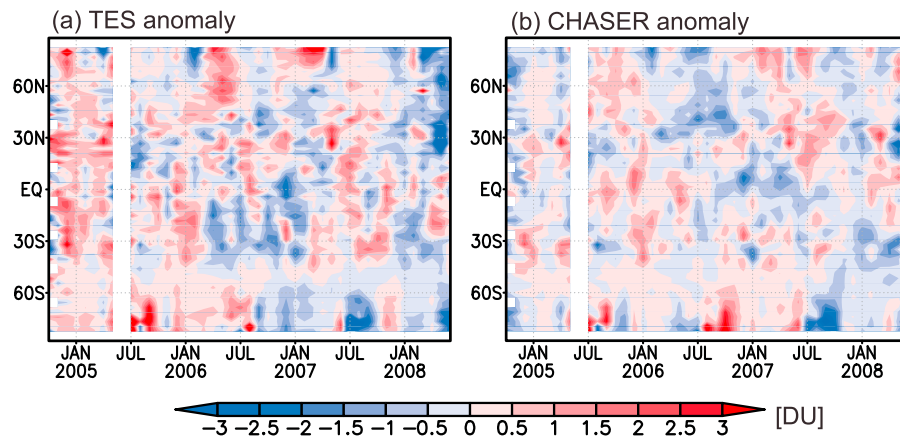 (a) TES anomaly
(b) CHASER anomaly
60N
30N
EQ
30S
60S
JAN JUL JAN JUL JAN JUL JAN
2005 2006 2007 2008
60N
30N
EQ
30S
60S
JAN JUL JAN JUL JAN JUL JAN
2005 2006 2007 2008
−3 −2.5 −2 −1.5 −1 −0.5 0 0.5 1 1.5 2 2.5 3 [DU]